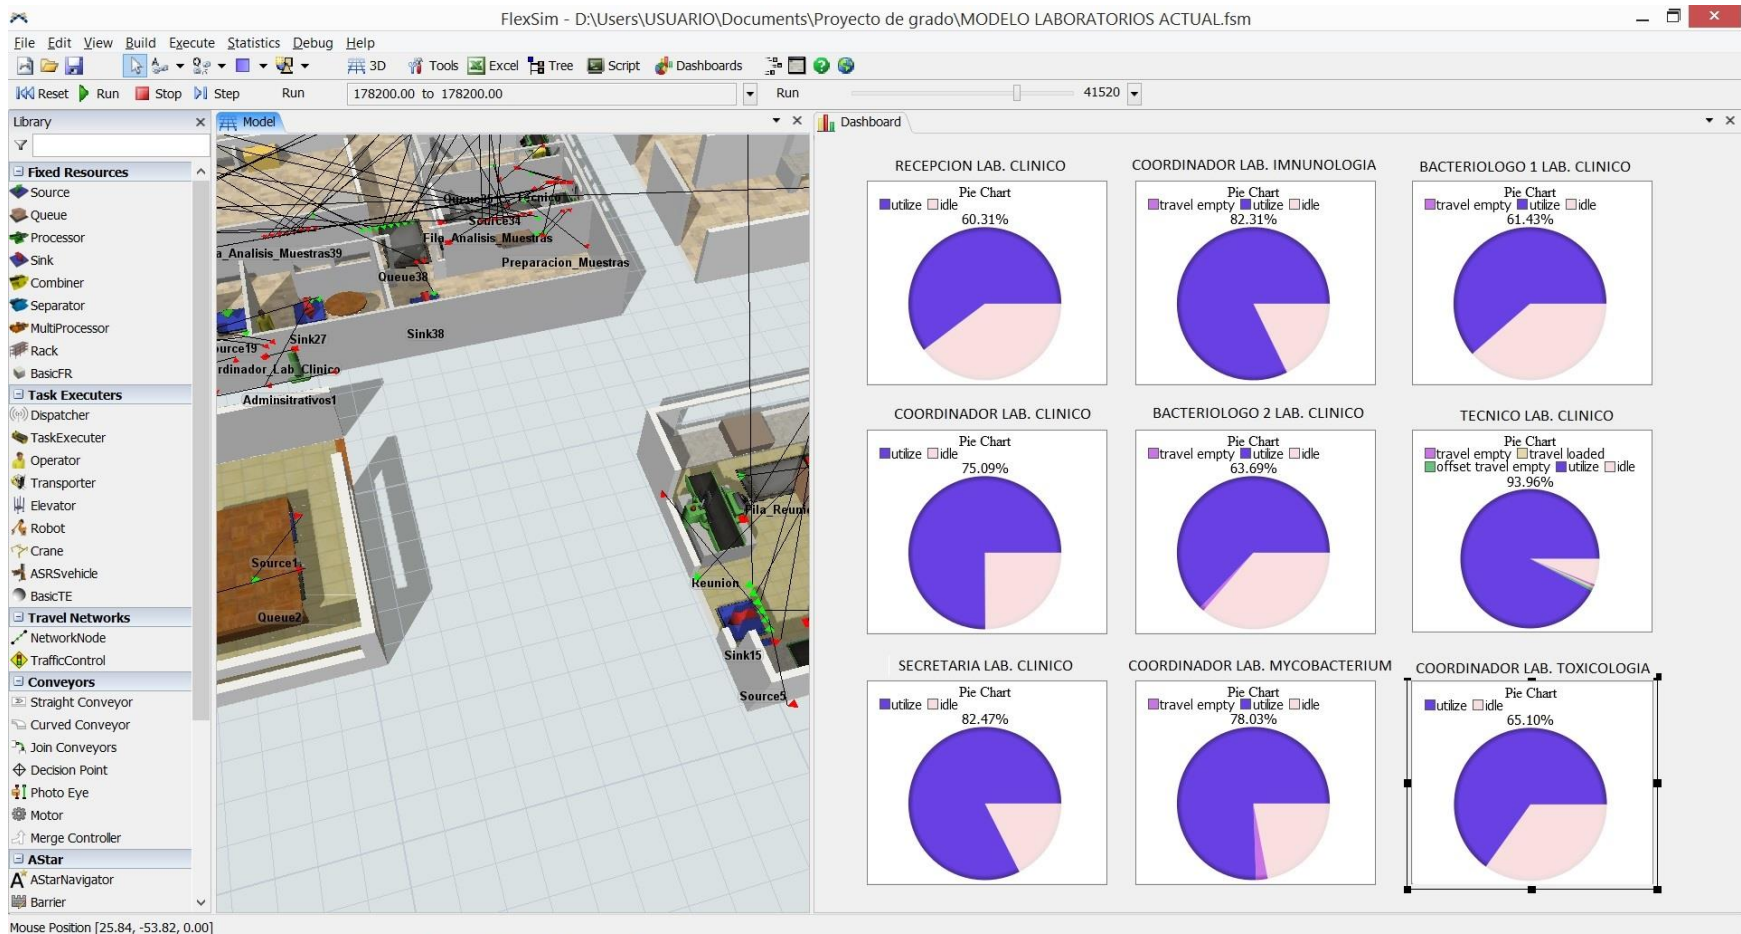 FlexSim - D:\Users\USUARIO\Documents\Proyecto de grado\MODELO LABORATORIOS ACTUAL.fsm
File Edit View Build Execute Statistics Debug Help
3D Tools Excel Tree Script Dashboards
Reset Run Stop Step Run 178200.00 to 178200.00 Run 41520
Library
Fixed Resources
Source
Queue
Processor
Sink
Combiner
Separator
MultiProcessor
Rack
BasicFR
Task Executers
Dispatcher
TaskExecuter
Operator
Transporter
Elevator
Robot
Crane
ASRSvehicle
BasicTE
Travel Networks
NetworkNode
TrafficControl
Conveyors
Straight Conveyor
Curved Conveyor
Join Conveyors
Decision Point
Photo Eye
Motor
Merge Controller
AStar
AStarNavigator
Barrier
Model
Source34
Fila_Analisis_Muestras
a_Analisis_Muestras39
Preparacion_Muestras
Queue38
Sink38
Sink27
ource19
rdinador_Lab_Clinico
Adminsitrativos1
Source1
Queue2
Pila_Reuni
Reunion
Sink15
Source5
Dashboard
RECEPCION LAB. CLINICO
Pie Chart
utilize idle
60.31%
COORDINADOR LAB. IMNUNOLOGIA
Pie Chart
travel empty utilize idle
82.31%
BACTERIOLOGO 1 LAB. CLINICO
Pie Chart
travel empty utilize idle
61.43%
COORDINADOR LAB. CLINICO
Pie Chart
utilize idle
75.09%
BACTERIOLOGO 2 LAB. CLINICO
Pie Chart
travel empty utilize idle
63.69%
TECNICO LAB. CLINICO
Pie Chart
travel empty travel loaded
offset travel empty utilize idle
93.96%
SECRETARIA LAB. CLINICO
Pie Chart
utilize idle
82.47%
COORDINADOR LAB. MYCOBACTERIUM
Pie Chart
travel empty utilize idle
78.03%
COORDINADOR LAB. TOXICOLOGIA
Pie Chart
utilize idle
65.10%
Mouse Position [25.84, -53.82, 0.00]